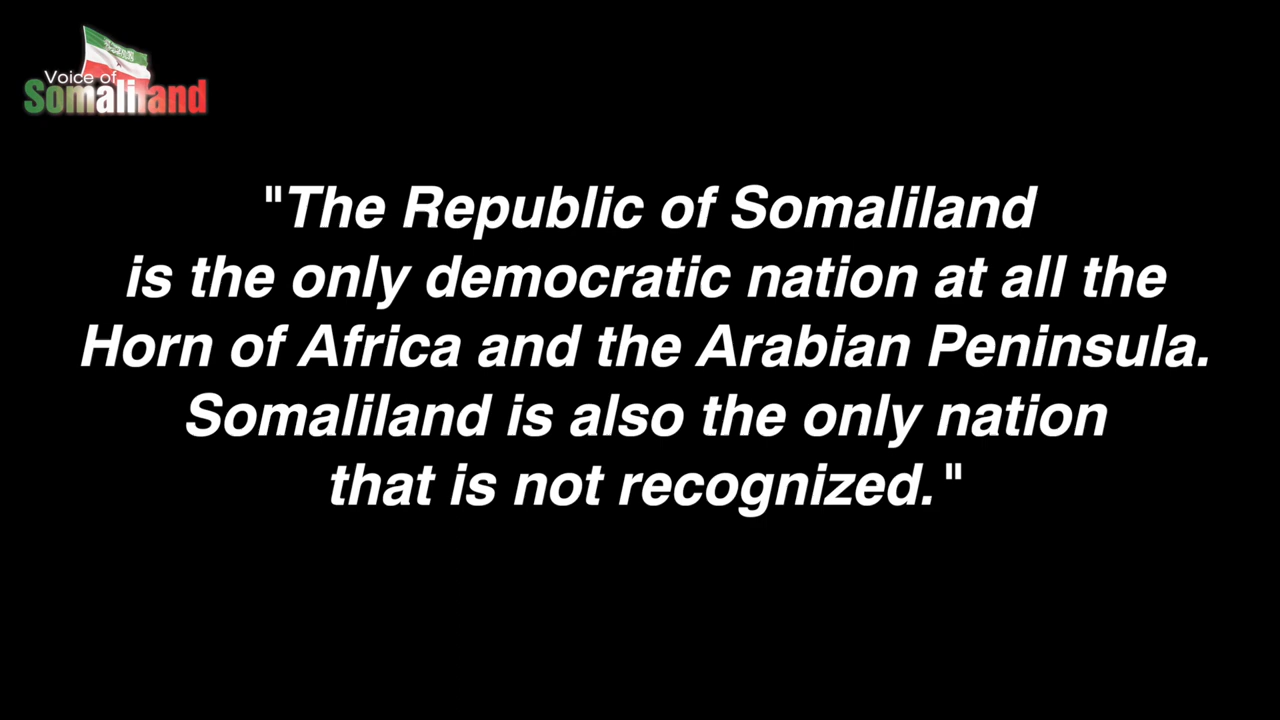 Voice of
Somaliland
"The Republic of Somaliland
is the only democratic nation at all the
Horn of Africa and the Arabian Peninsula.
Somaliland is also the only nation
that is not recognized."